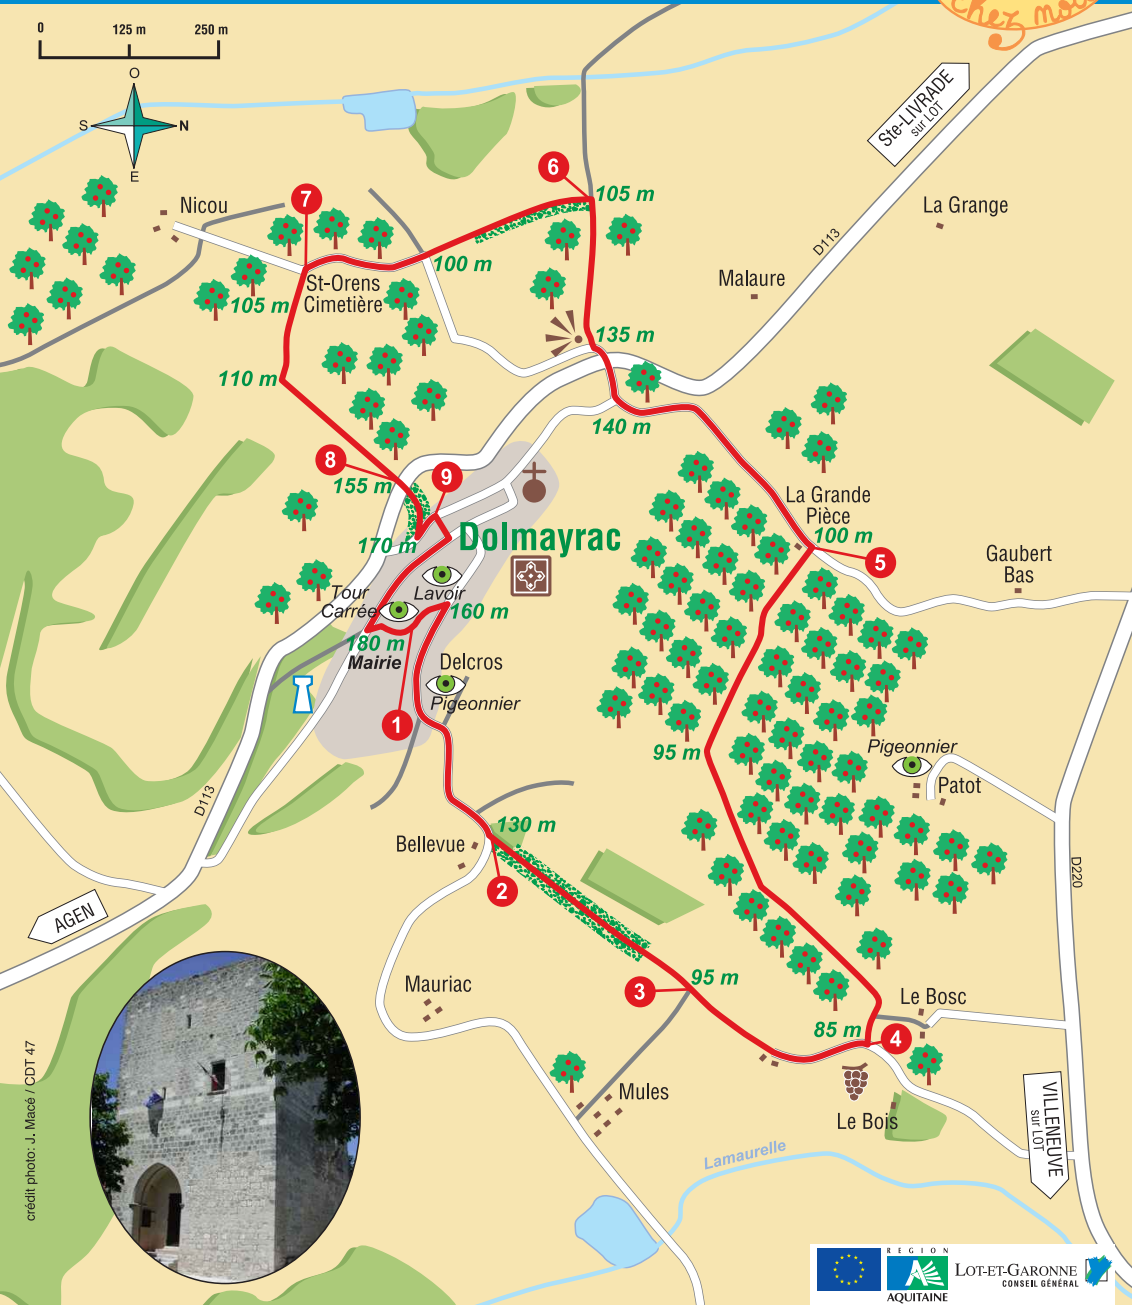 chez moi
0 125 m 250 m
O
S N
E
Ste-LIVRADE
sur LOT
6
105 m
7
Nicou
La Grange
D113
100 m
St-Orens
Cimetière
105 m
Malaure
135 m
110 m
140 m
8
155 m
9
La Grande
Pièce
100 m
170 m
Dolmayrac
5
Gaubert
Bas
Lavoir
Tour
Carrée
160 m
180 m
Mairie
Delcros
Pigeonnier
1
95 m
Pigeonnier
Patot
D113
130 m
Bellevue
2
D220
AGEN
95 m
3
Mauriac
Le Bosc
85 m
4
Mules
Le Bois
VILLENEUVE
sur LOT
Lamaurelle
crédit photo: J. Macé / CDT 47
REGION
AQUITAINE
LOT-ET-GARONNE
CONSEIL GÉNÉRAL